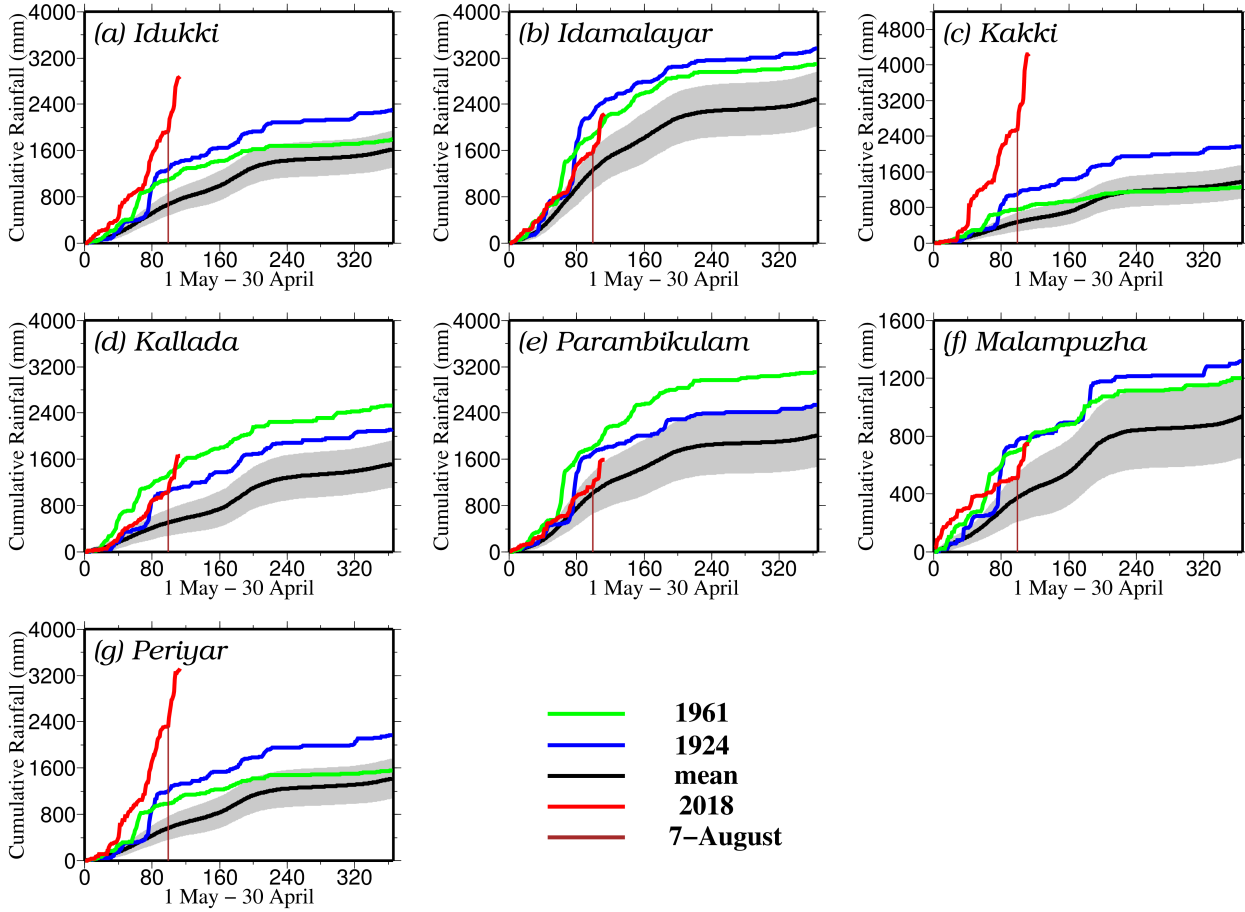 (a) Idukki
Cumulative Rainfall (mm)
4000
3200
2400
1600
800
0
0 80 160 240 320
1 May – 30 April
(b) Idamalayar
Cumulative Rainfall (mm)
4000
3200
2400
1600
800
0
0 80 160 240 320
1 May – 30 April
(c) Kakki
Cumulative Rainfall (mm)
4800
4000
3200
2400
1600
800
0
0 80 160 240 320
1 May – 30 April
(d) Kallada
Cumulative Rainfall (mm)
4000
3200
2400
1600
800
0
0 80 160 240 320
1 May – 30 April
(e) Parambikulam
Cumulative Rainfall (mm)
4000
3200
2400
1600
800
0
0 80 160 240 320
1 May – 30 April
(f) Malampuzha
Cumulative Rainfall (mm)
1600
1200
800
400
0
0 80 160 240 320
1 May – 30 April
(g) Periyar
Cumulative Rainfall (mm)
4000
3200
2400
1600
800
0
0 80 160 240 320
1 May – 30 April
1961
1924
mean
2018
7–August